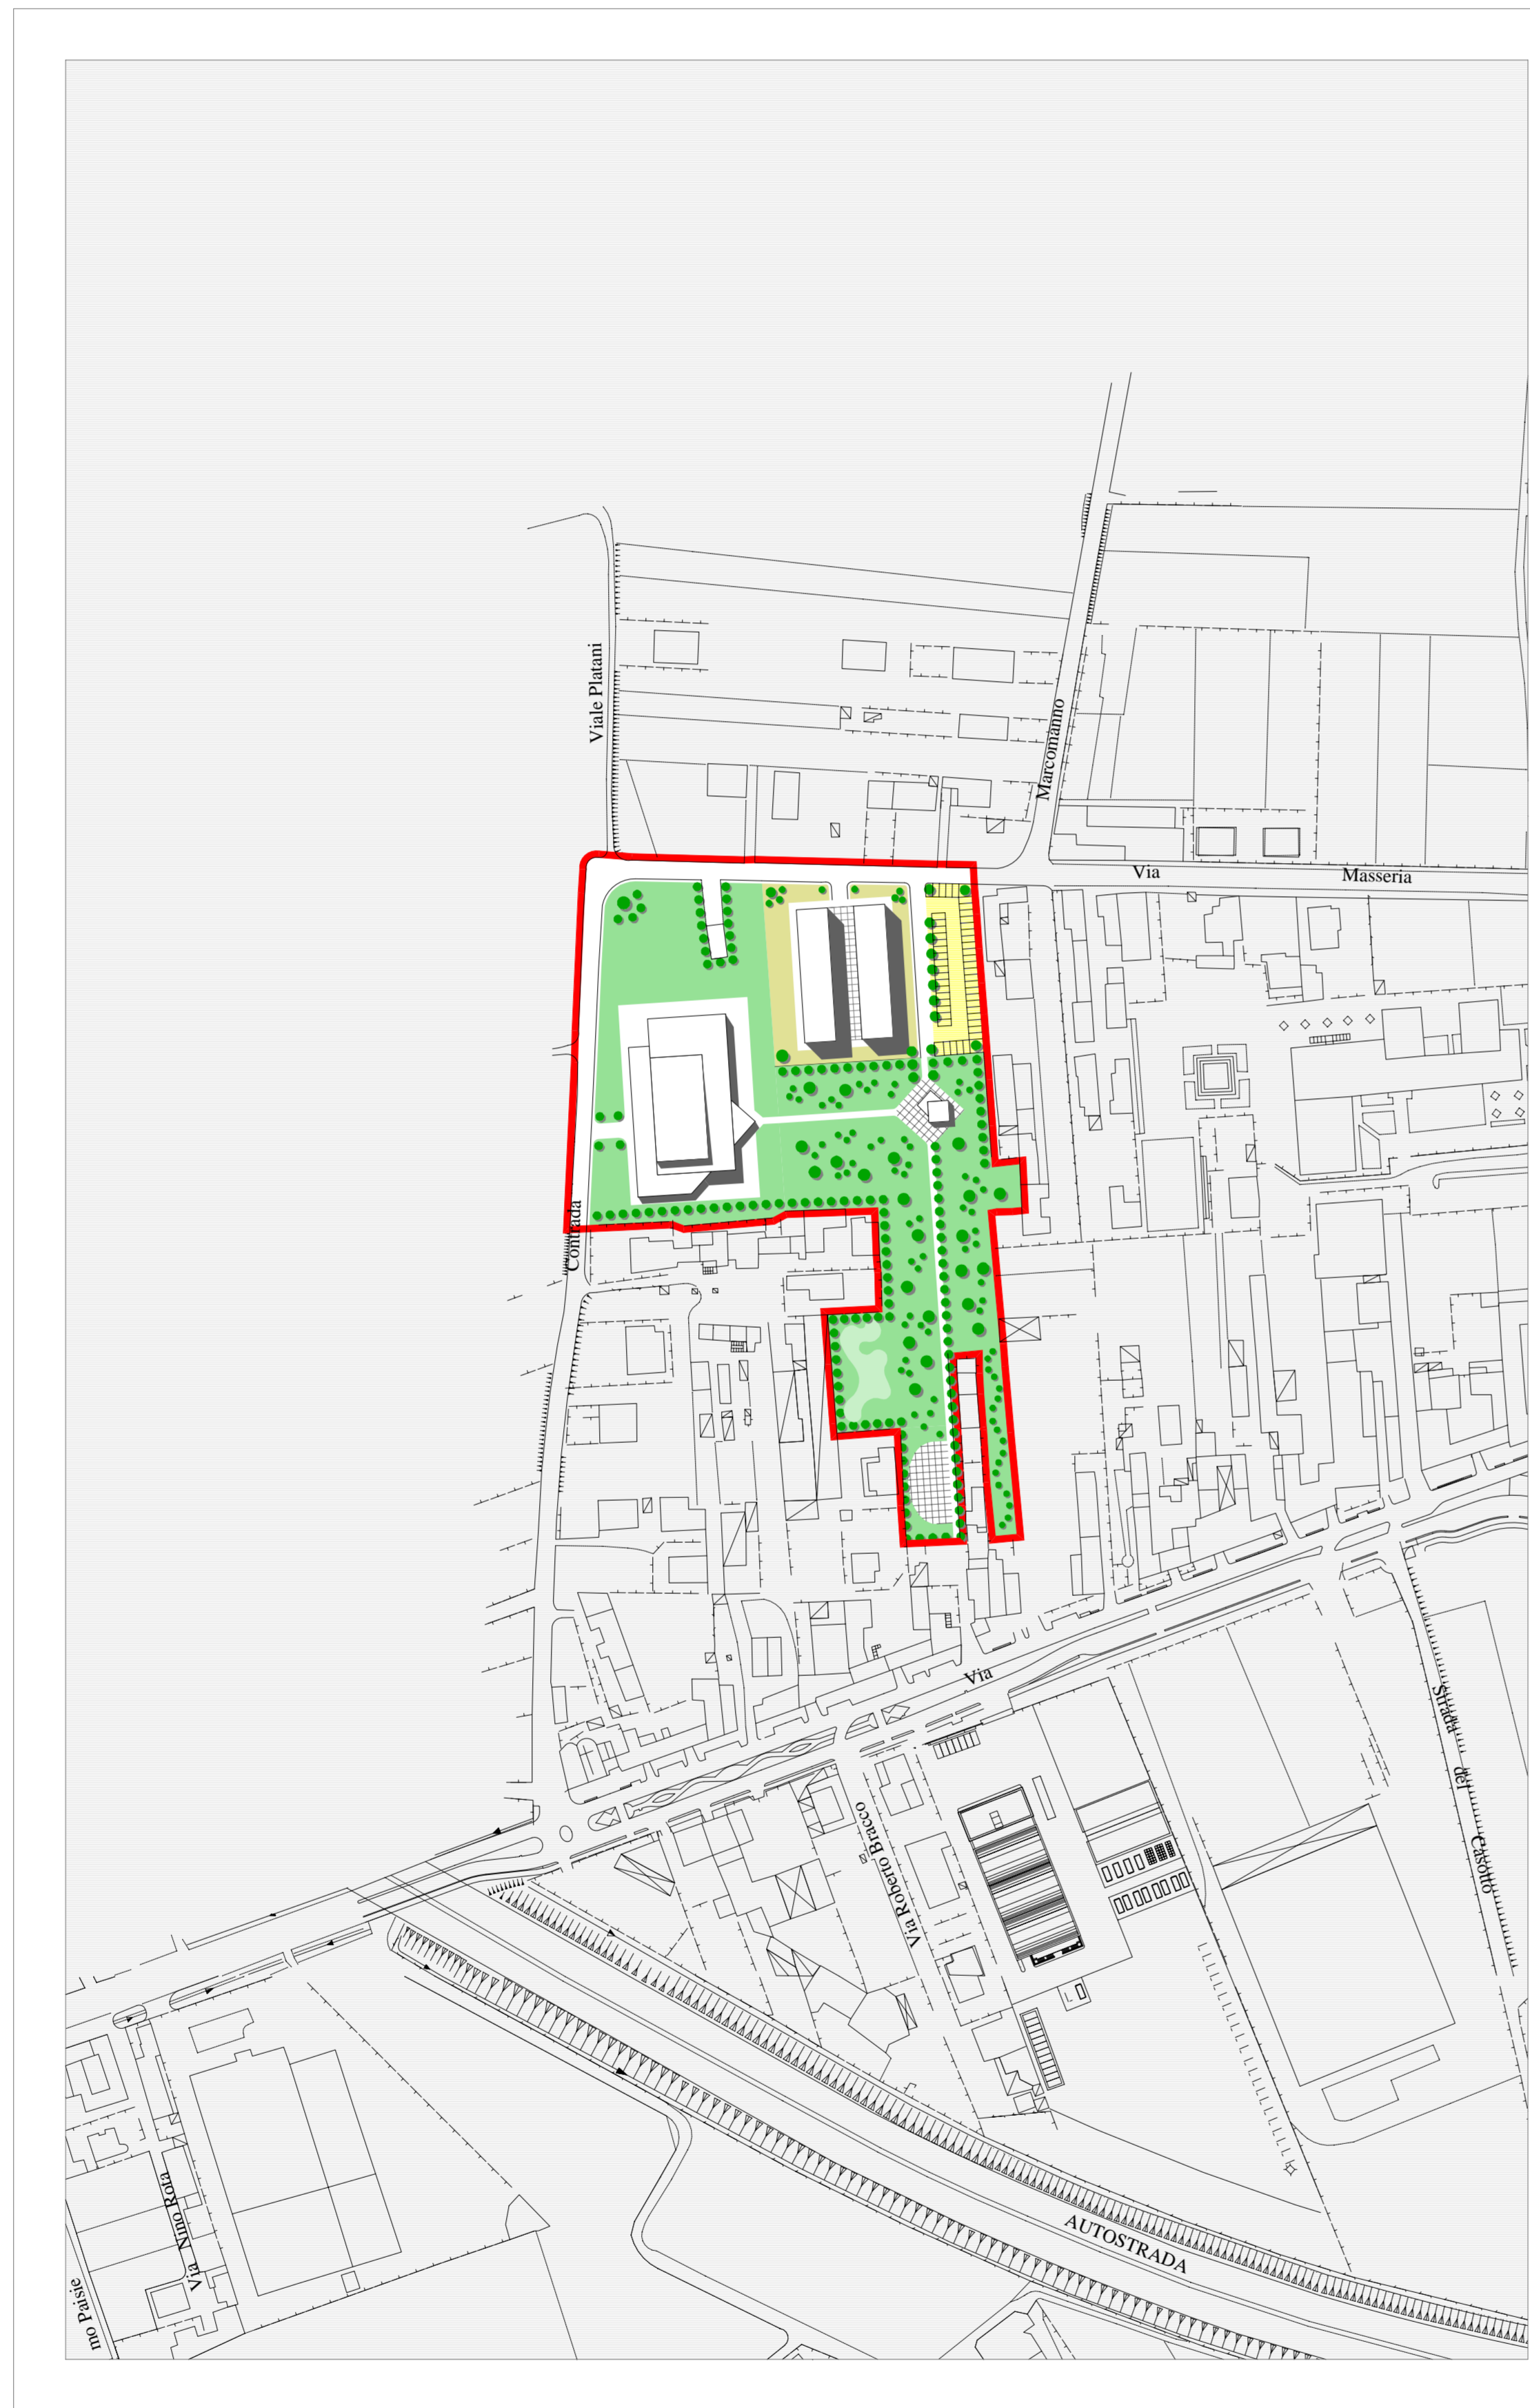 Viale Platani
Marcomanno
Via
Masseria
Contrada
Via
Strada
del
Casotto
Via Roberto Bracco
AUTOSTRADA
Via Nino Rota
mo Paisie